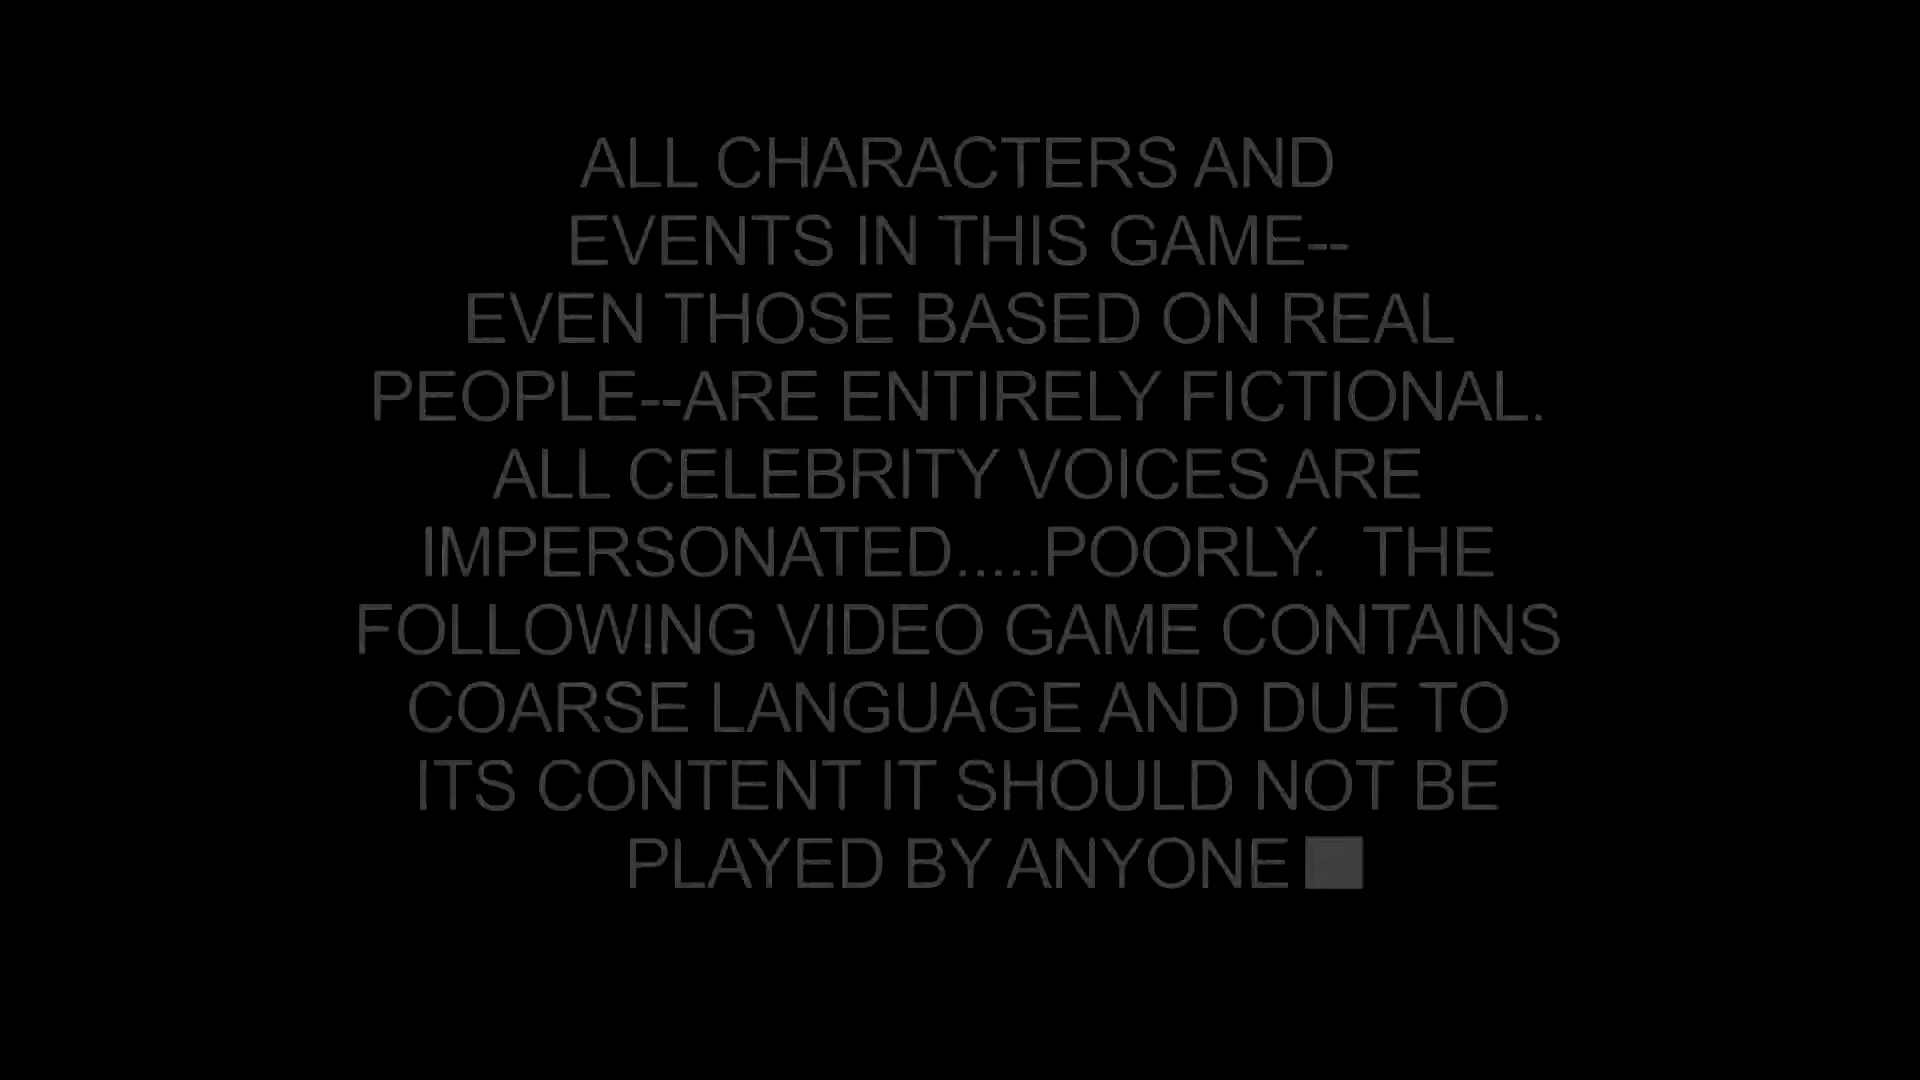 ALL CHARACTERS AND
EVENTS IN THIS GAME--
EVEN THOSE BASED ON REAL
PEOPLE--ARE ENTIRELY FICTIONAL.
ALL CELEBRITY VOICES ARE
IMPERSONATED.....POORLY.  THE
FOLLOWING VIDEO GAME CONTAINS
COARSE LANGUAGE AND DUE TO
ITS CONTENT IT SHOULD NOT BE
PLAYED BY ANYONE ■